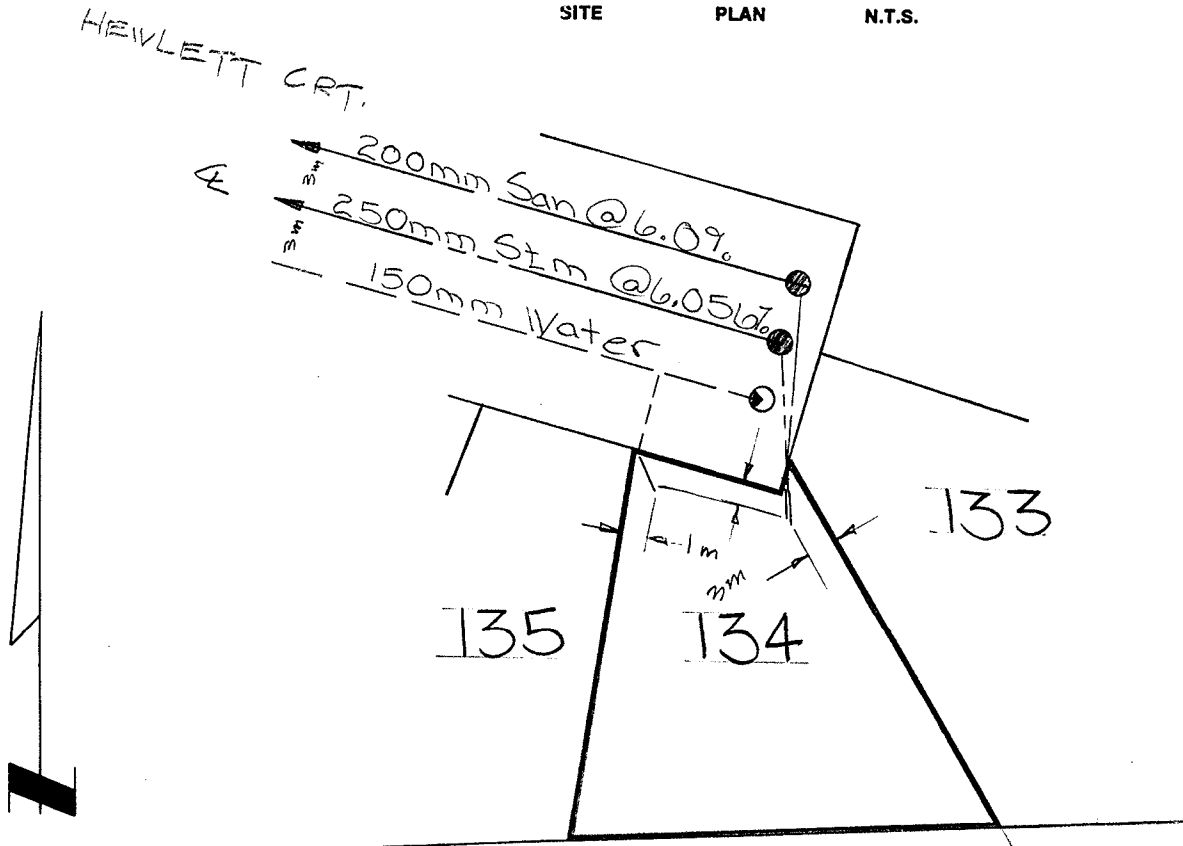 SITE PLAN N.T.S.
HEWLETT CRT.
200mm San @ 6.0%
3m
℄
250mm Stm @ 6.056%
3m
150mm Water
133
1m
3m
135
134